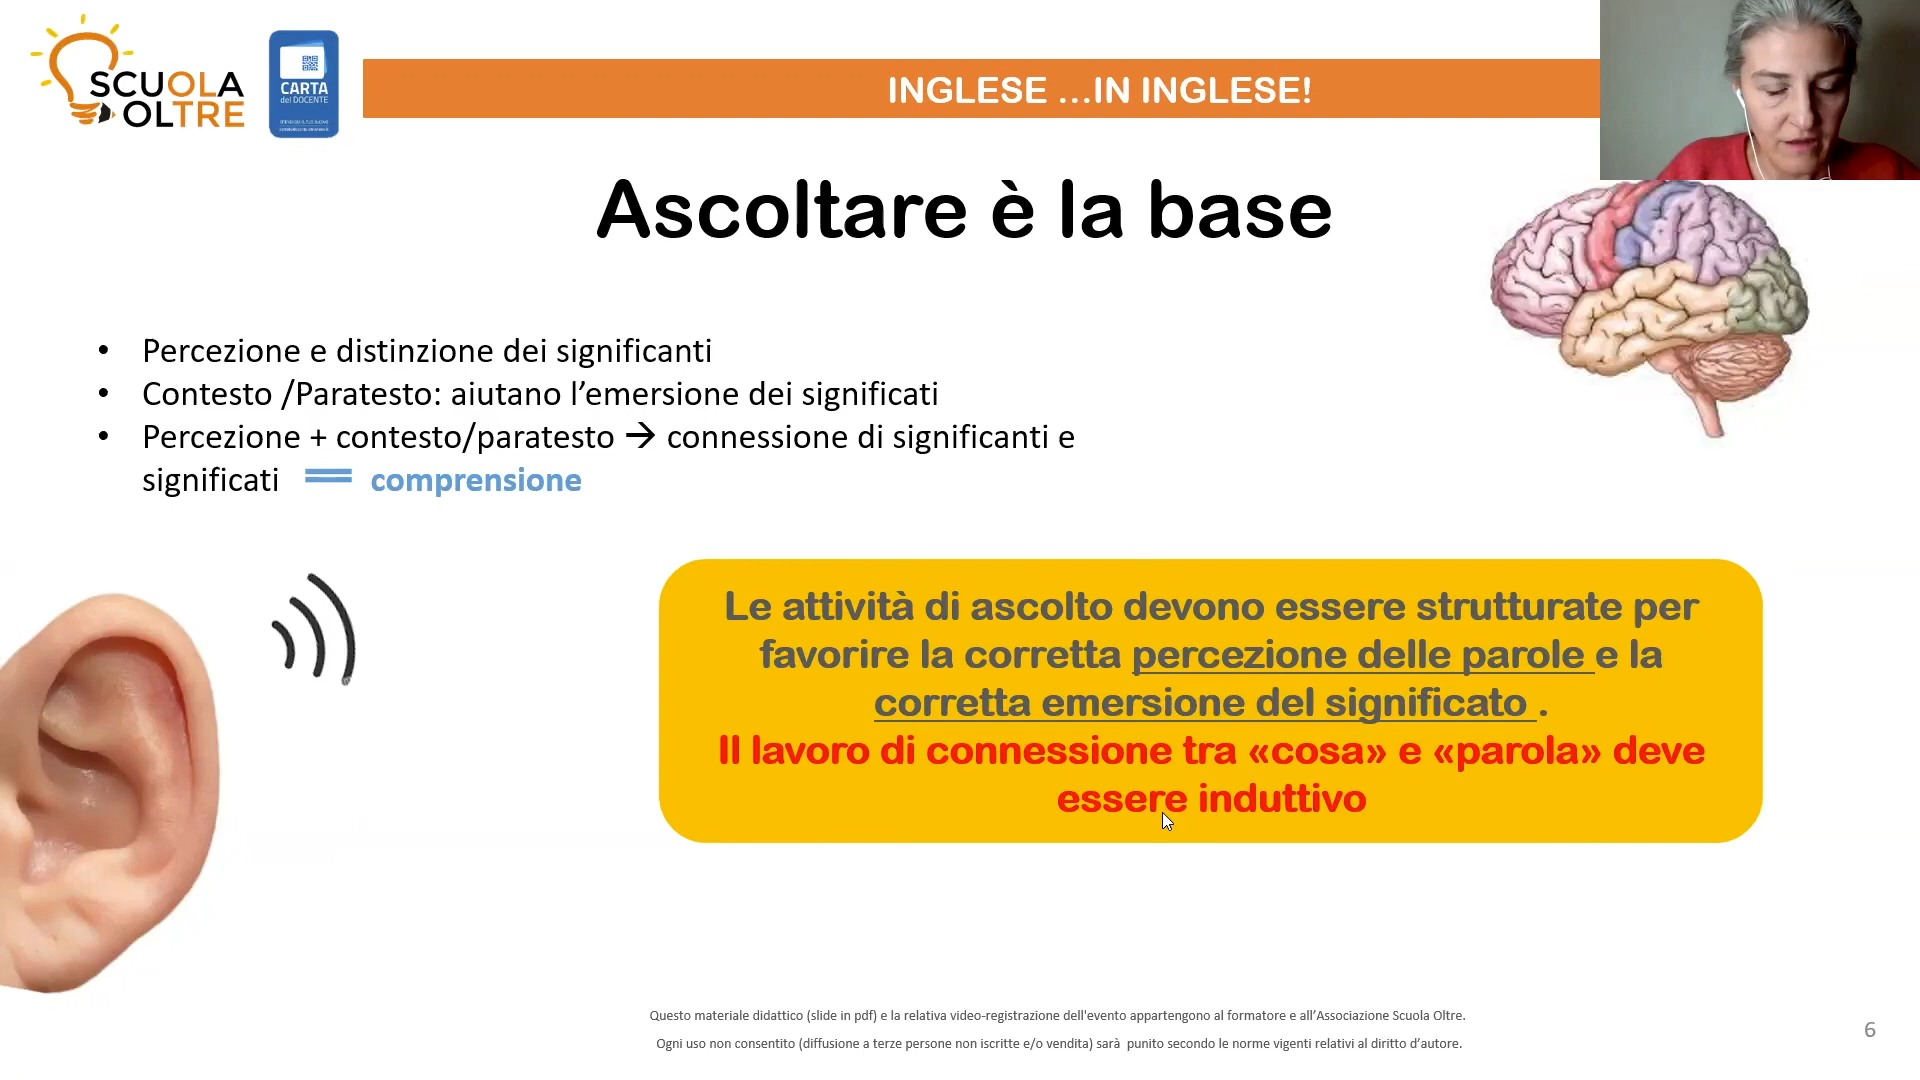 SCUOLA
OLTRE
CARTA
del DOCENTE
INGLESE ...IN INGLESE!
Ascoltare è la base
• Percezione e distinzione dei significanti
• Contesto /Paratesto: aiutano l’emersione dei significati
• Percezione + contesto/paratesto → connessione di significanti e
significati = comprensione
Le attività di ascolto devono essere strutturate per
favorire la corretta percezione delle parole e la
corretta emersione del significato .
Il lavoro di connessione tra «cosa» e «parola» deve
essere induttivo
Questo materiale didattico (slide in pdf) e la relativa video-registrazione dell'evento appartengono al formatore e all’Associazione Scuola Oltre.
Ogni uso non consentito (diffusione a terze persone non iscritte e/o vendita) sarà punito secondo le norme vigenti relativi al diritto d’autore.
6